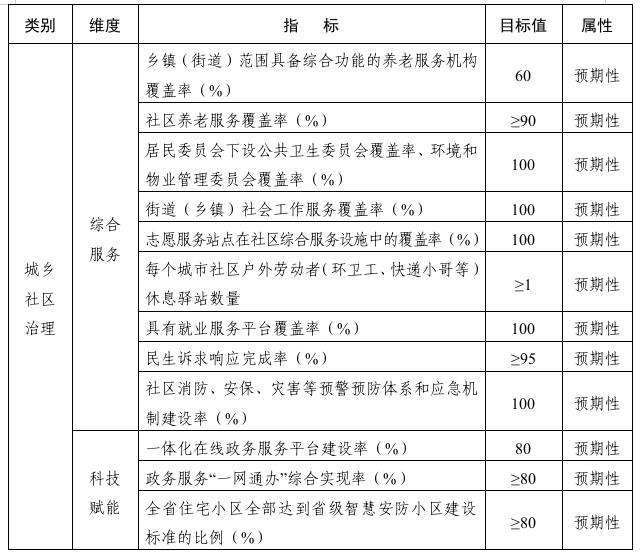 类别 维度 指 标 目标值 属性
乡镇（街道）范围具备综合功能的养老服务机构
覆盖率（%） 60 预期性
社区养老服务覆盖率（%） ≥90 预期性
居民委员会下设公共卫生委员会覆盖率、环境和
物业管理委员会覆盖率（%） 100 预期性
综合
服务
街道（乡镇）社会工作服务覆盖率（%） 100 预期性
志愿服务站点在社区综合服务设施中的覆盖率（%） 100 预期性
城乡
社区
治理
每个城市社区户外劳动者（环卫工、快递小哥等）
休息驿站数量 ≥1 预期性
具有就业服务平台覆盖率（%） 100 预期性
民生诉求响应完成率（%） ≥95 预期性
社区消防、安保、灾害等预警预防体系和应急机
制建设率（%） 100 预期性
科技
赋能
一体化在线政务服务平台建设率（%） 80 预期性
政务服务“一网通办”综合实现率（%） ≥80 预期性
全省住宅小区全部达到省级智慧安防小区建设
标准的比例（%） ≥80 预期性